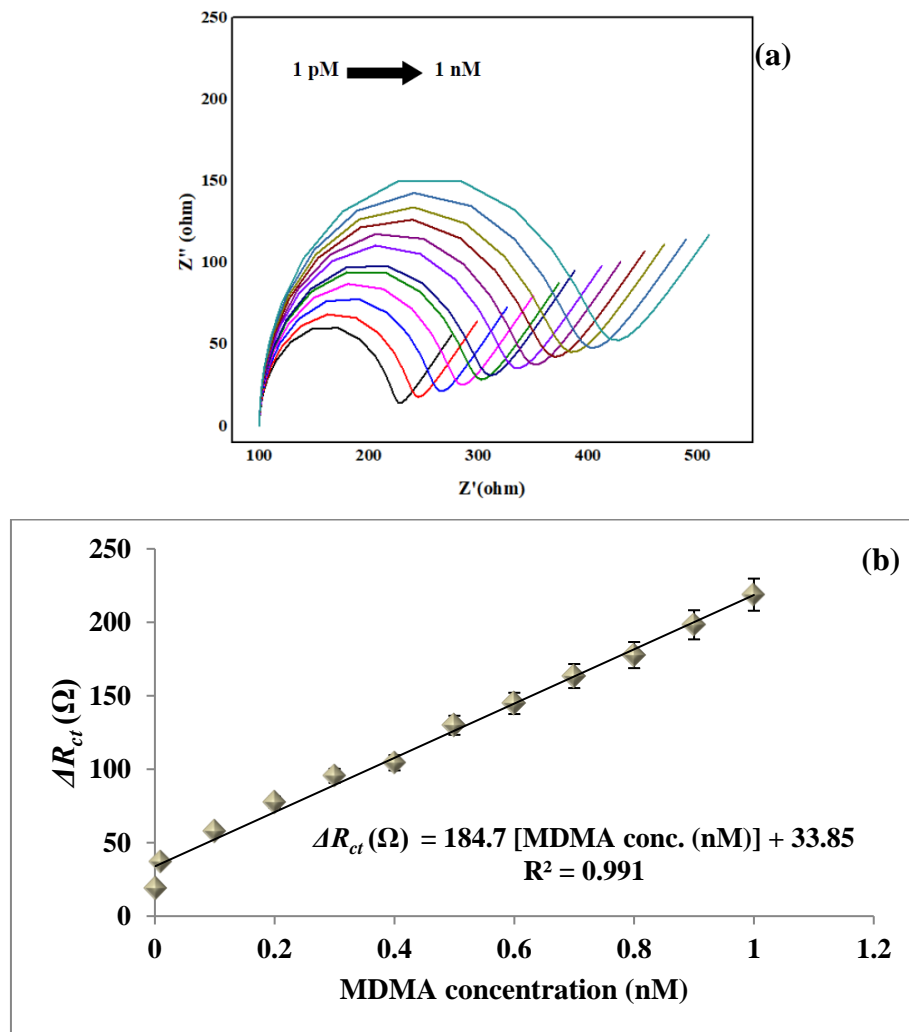 250
(a)
1 pM 1 nM
200
150
100
50
0
Z'' (ohm)
100 200 300 400 500
Z'(ohm)
(b)
250
200
150
100
50
0
ΔRct (Ω)
ΔRct (Ω) = 184.7 [MDMA conc. (nM)] + 33.85
R² = 0.991
0 0.2 0.4 0.6 0.8 1 1.2
MDMA concentration (nM)